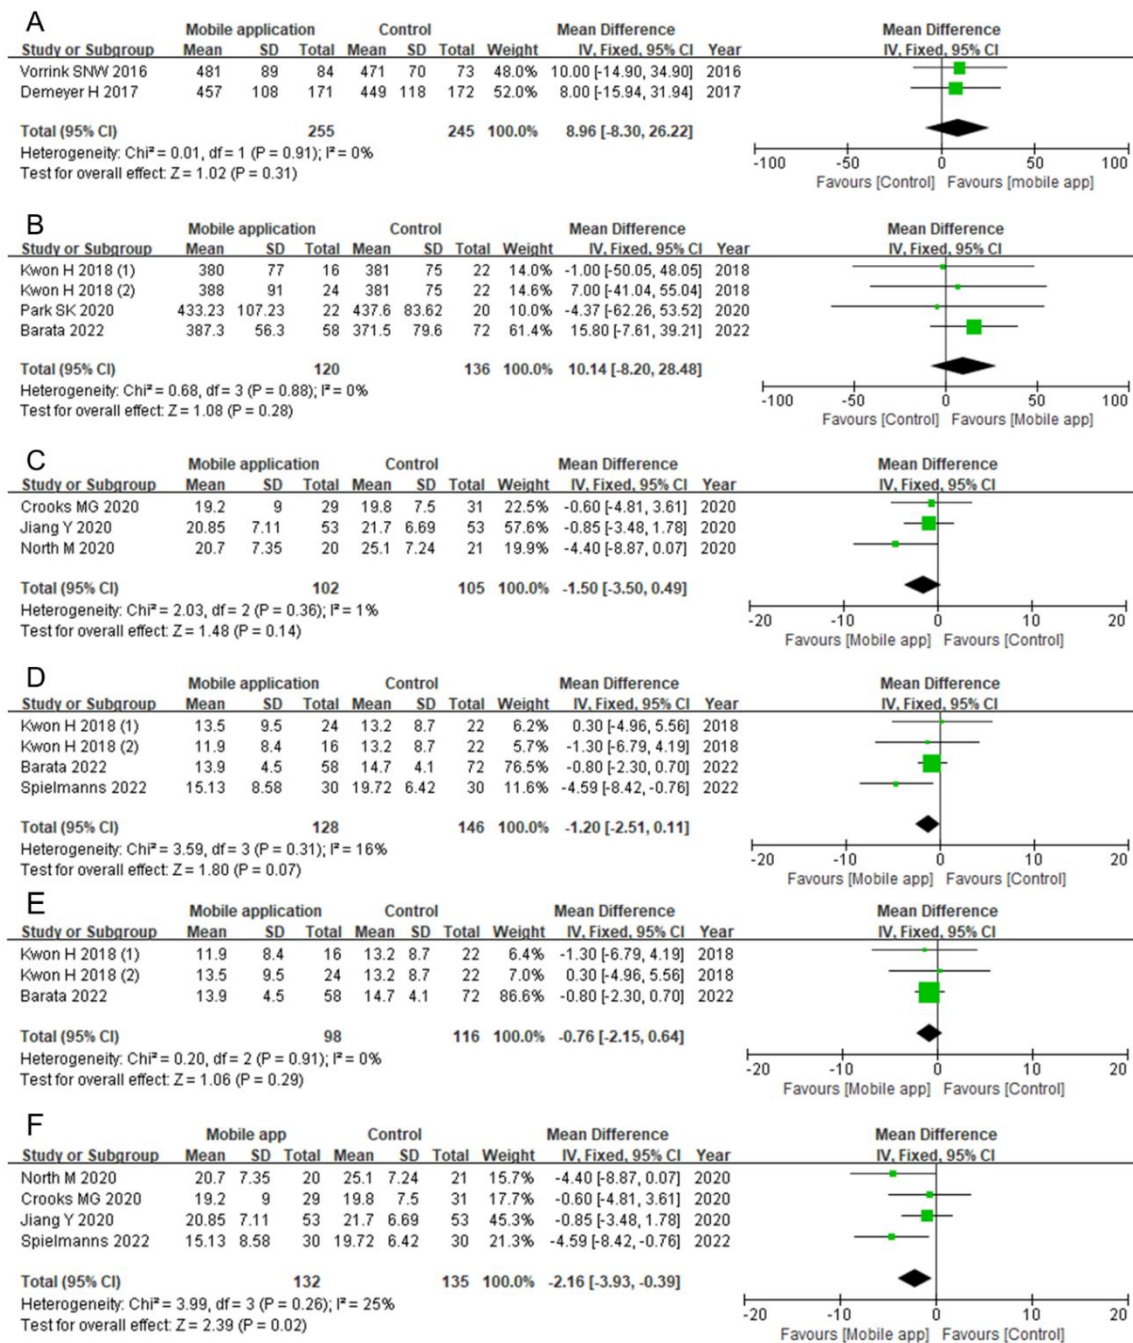 A
Mobile application Control Mean Difference Mean Difference
Study or Subgroup Mean SD Total Mean SD Total Weight IV, Fixed, 95% CI Year IV, Fixed, 95% CI
Vorrink SNW 2016 481 89 84 471 70 73 48.0% 10.00 [-14.90, 34.90] 2016
Demeyer H 2017 457 108 171 449 118 172 52.0% 8.00 [-15.94, 31.94] 2017
Total (95% CI) 255 245 100.0% 8.96 [-8.30, 26.22]
Heterogeneity: Chi² = 0.01, df = 1 (P = 0.91); I² = 0%
Test for overall effect: Z = 1.02 (P = 0.31)
-100 -50 0 50 100
Favours [Control] Favours [mobile app]
B
Mobile application Control Mean Difference Mean Difference
Study or Subgroup Mean SD Total Mean SD Total Weight IV, Fixed, 95% CI Year IV, Fixed, 95% CI
Kwon H 2018 (1) 380 77 16 381 75 22 14.0% -1.00 [-50.05, 48.05] 2018
Kwon H 2018 (2) 388 91 24 381 75 22 14.6% 7.00 [-41.04, 55.04] 2018
Park SK 2020 433.23 107.23 22 437.6 83.62 20 10.0% -4.37 [-62.26, 53.52] 2020
Barata 2022 387.3 56.3 58 371.5 79.6 72 61.4% 15.80 [-7.61, 39.21] 2022
Total (95% CI) 120 136 100.0% 10.14 [-8.20, 28.48]
Heterogeneity: Chi² = 0.68, df = 3 (P = 0.88); I² = 0%
Test for overall effect: Z = 1.08 (P = 0.28)
-100 -50 0 50 100
Favours [Control] Favours [Mobile app]
C
Mobile application Control Mean Difference Mean Difference
Study or Subgroup Mean SD Total Mean SD Total Weight IV, Fixed, 95% CI Year IV, Fixed, 95% CI
Crooks MG 2020 19.2 9 29 19.8 7.5 31 22.5% -0.60 [-4.81, 3.61] 2020
Jiang Y 2020 20.85 7.11 53 21.7 6.69 53 57.6% -0.85 [-3.48, 1.78] 2020
North M 2020 20.7 7.35 20 25.1 7.24 21 19.9% -4.40 [-8.87, 0.07] 2020
Total (95% CI) 102 105 100.0% -1.50 [-3.50, 0.49]
Heterogeneity: Chi² = 2.03, df = 2 (P = 0.36); I² = 1%
Test for overall effect: Z = 1.48 (P = 0.14)
-20 -10 0 10 20
Favours [Mobile app] Favours [Control]
D
Mobile application Control Mean Difference Mean Difference
Study or Subgroup Mean SD Total Mean SD Total Weight IV, Fixed, 95% CI Year IV, Fixed, 95% CI
Kwon H 2018 (1) 13.5 9.5 24 13.2 8.7 22 6.2% 0.30 [-4.96, 5.56] 2018
Kwon H 2018 (2) 11.9 8.4 16 13.2 8.7 22 5.7% -1.30 [-6.79, 4.19] 2018
Barata 2022 13.9 4.5 58 14.7 4.1 72 76.5% -0.80 [-2.30, 0.70] 2022
Spielmanns 2022 15.13 8.58 30 19.72 6.42 30 11.6% -4.59 [-8.42, -0.76] 2022
Total (95% CI) 128 146 100.0% -1.20 [-2.51, 0.11]
Heterogeneity: Chi² = 3.59, df = 3 (P = 0.31); I² = 16%
Test for overall effect: Z = 1.80 (P = 0.07)
-20 -10 0 10 20
Favours [Mobile app] Favours [Control]
E
Mobile application Control Mean Difference Mean Difference
Study or Subgroup Mean SD Total Mean SD Total Weight IV, Fixed, 95% CI Year IV, Fixed, 95% CI
Kwon H 2018 (1) 11.9 8.4 16 13.2 8.7 22 6.4% -1.30 [-6.79, 4.19] 2018
Kwon H 2018 (2) 13.5 9.5 24 13.2 8.7 22 7.0% 0.30 [-4.96, 5.56] 2018
Barata 2022 13.9 4.5 58 14.7 4.1 72 86.6% -0.80 [-2.30, 0.70] 2022
Total (95% CI) 98 116 100.0% -0.76 [-2.15, 0.64]
Heterogeneity: Chi² = 0.20, df = 2 (P = 0.91); I² = 0%
Test for overall effect: Z = 1.06 (P = 0.29)
-20 -10 0 10 20
Favours [Mobile app] Favours [Control]
F
Mobile app Control Mean Difference Mean Difference
Study or Subgroup Mean SD Total Mean SD Total Weight IV, Fixed, 95% CI Year IV, Fixed, 95% CI
North M 2020 20.7 7.35 20 25.1 7.24 21 15.7% -4.40 [-8.87, 0.07] 2020
Crooks MG 2020 19.2 9 29 19.8 7.5 31 17.7% -0.60 [-4.81, 3.61] 2020
Jiang Y 2020 20.85 7.11 53 21.7 6.69 53 45.3% -0.85 [-3.48, 1.78] 2020
Spielmanns 2022 15.13 8.58 30 19.72 6.42 30 21.3% -4.59 [-8.42, -0.76] 2022
Total (95% CI) 132 135 100.0% -2.16 [-3.93, -0.39]
Heterogeneity: Chi² = 3.99, df = 3 (P = 0.26); I² = 25%
Test for overall effect: Z = 2.39 (P = 0.02)
-20 -10 0 10 20
Favours [Mobile app] Favours [Control]